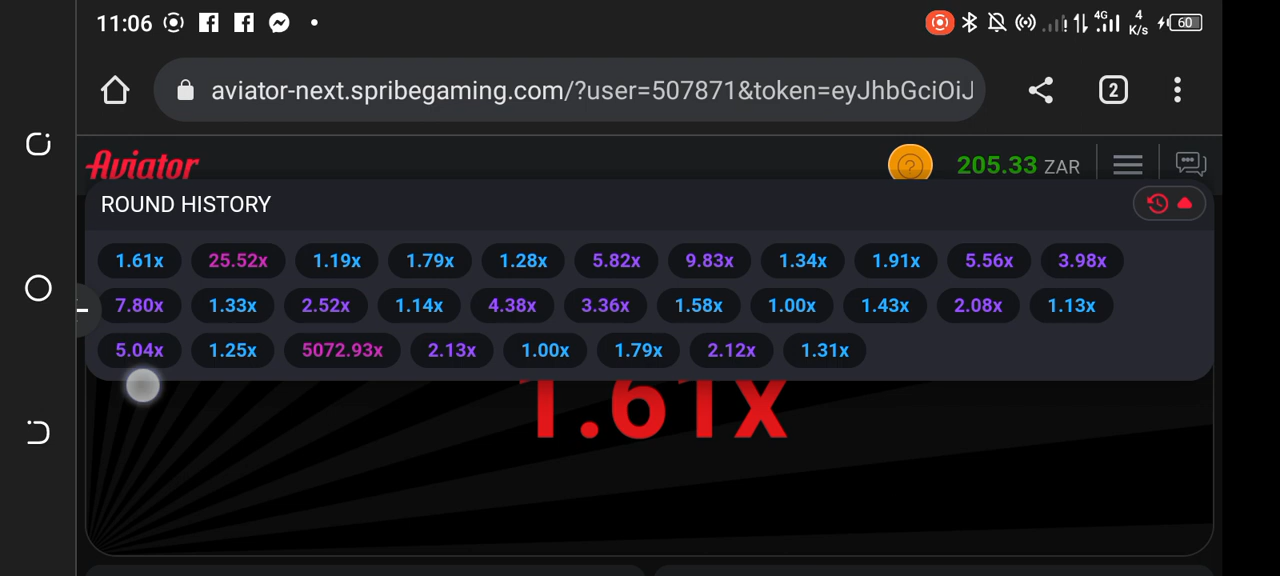 11:06 4G 4 K/s 60
aviator-next.spribegaming.com/?user=507871&token=eyJhbGciOiJ 2
Aviator ? 205.33 ZAR
ROUND HISTORY
1.61x 25.52x 1.19x 1.79x 1.28x 5.82x 9.83x 1.34x 1.91x 5.56x 3.98x
7.80x 1.33x 2.52x 1.14x 4.38x 3.36x 1.58x 1.00x 1.43x 2.08x 1.13x
5.04x 1.25x 5072.93x 2.13x 1.00x 1.79x 2.12x 1.31x
1.61x